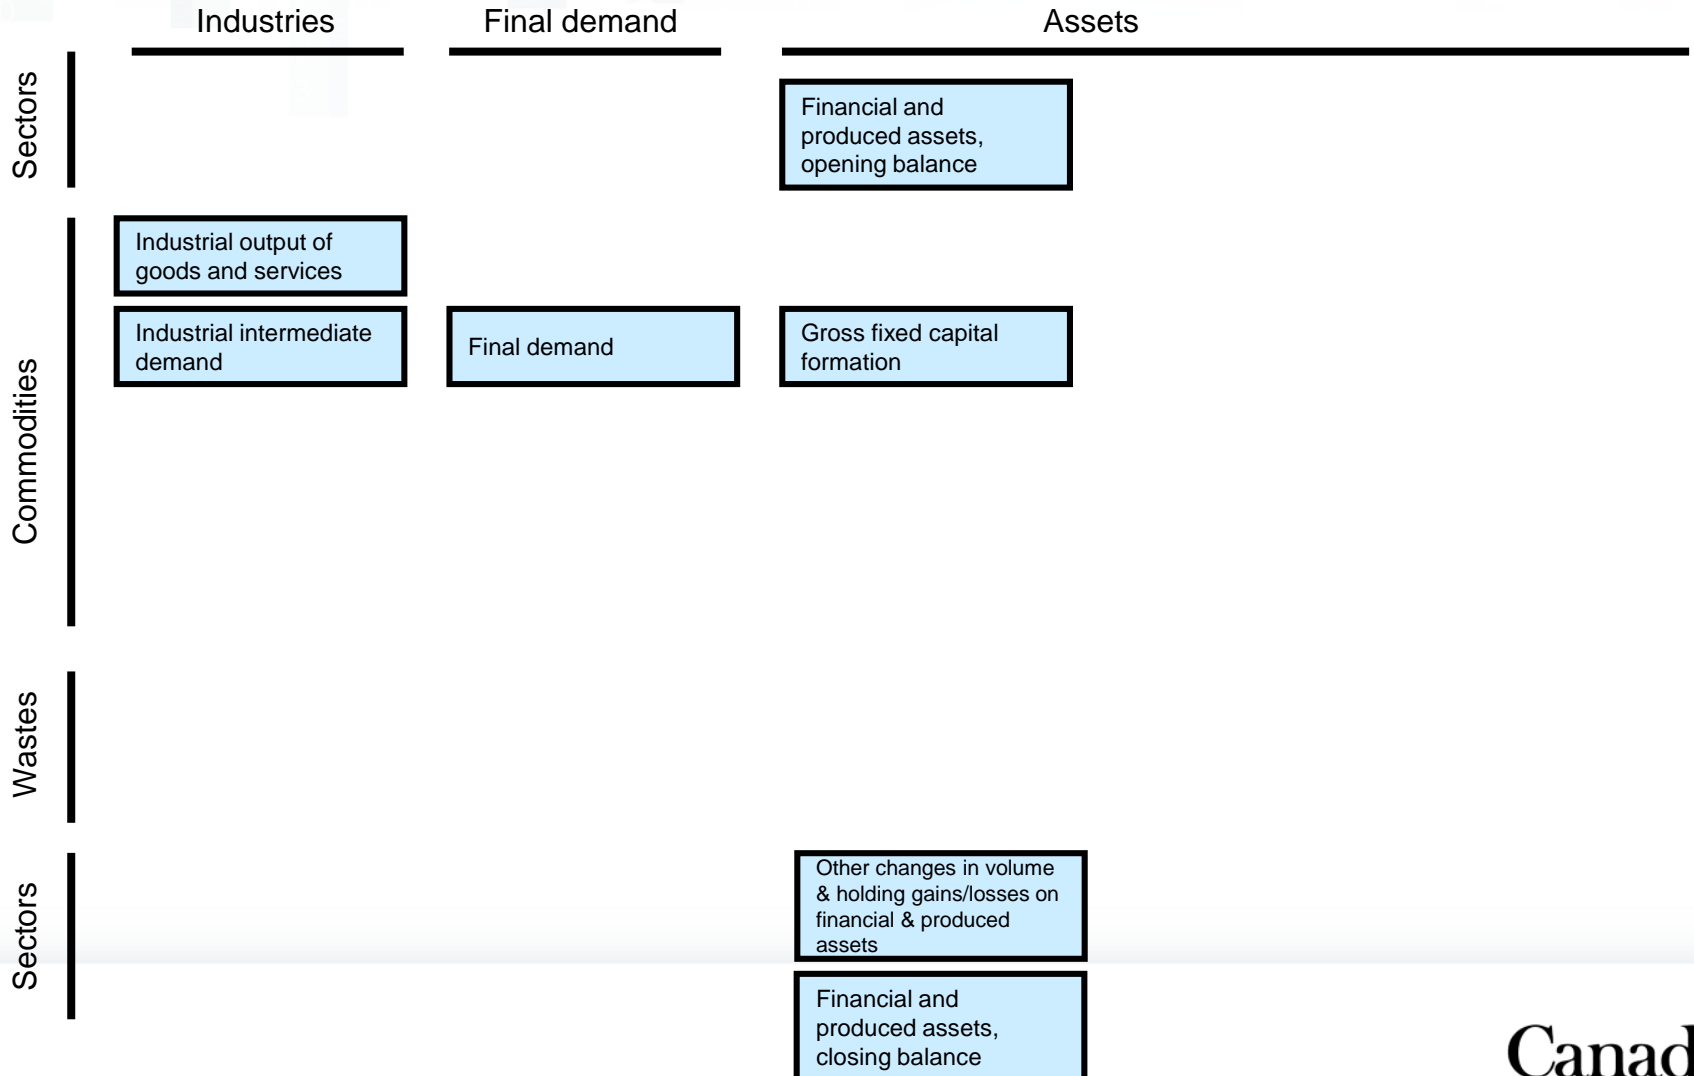 Industries
Final demand
Assets
Sectors
Financial and
produced assets,
opening balance
Commodities
Industrial output of
goods and services
Industrial intermediate
demand
Final demand
Gross fixed capital
formation
Wastes
Sectors
Other changes in volume
& holding gains/losses on
financial & produced
assets
Financial and
produced assets,
closing balance
Canad